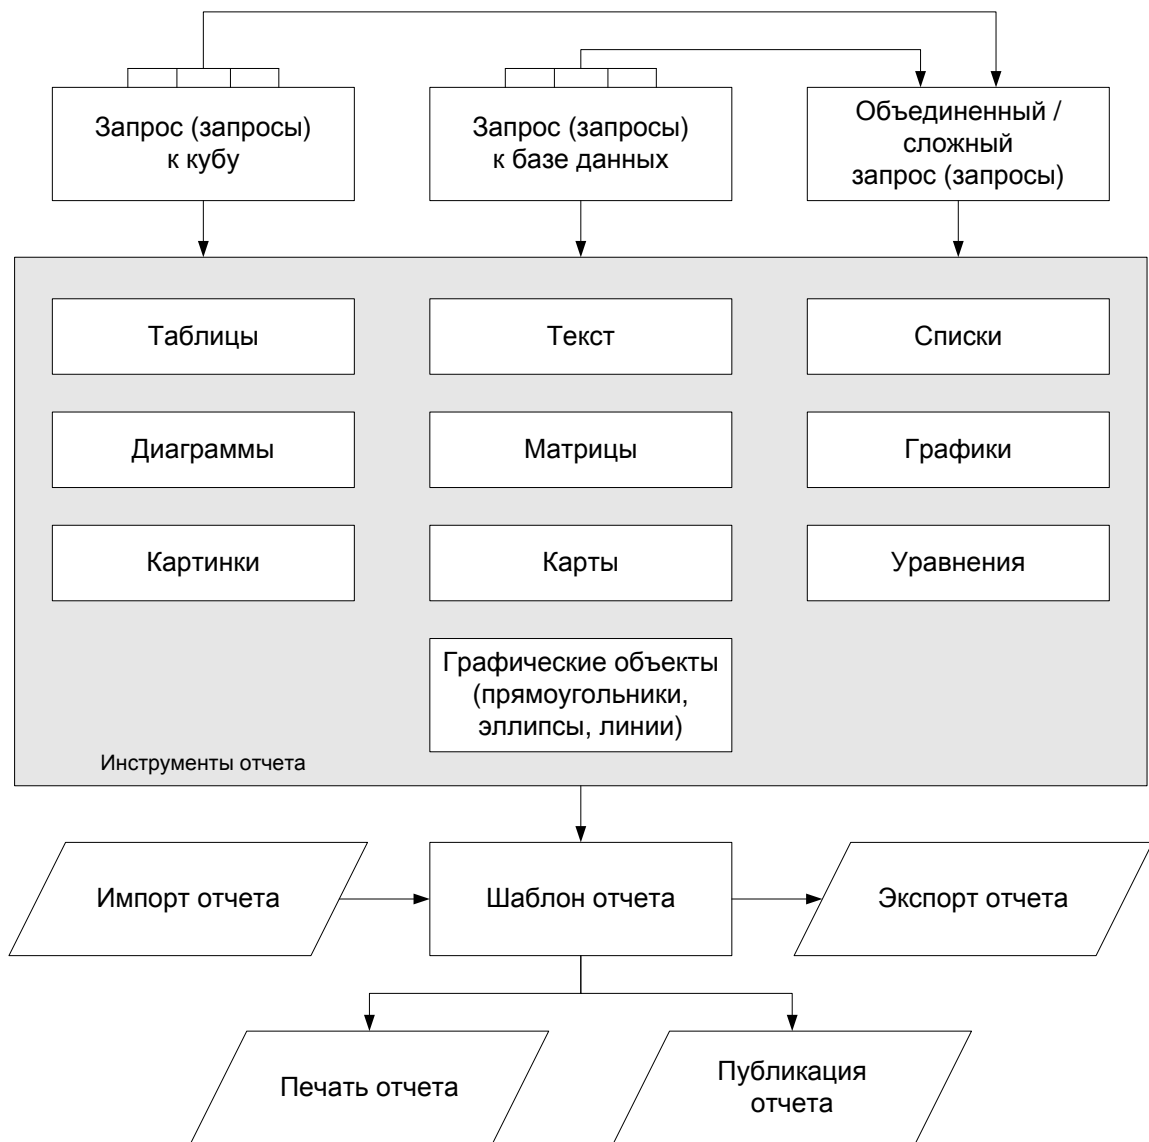 Запрос (запросы)
к кубу
Запрос (запросы)
к базе данных
Объединенный /
сложный
запрос (запросы)
Таблицы
Текст
Списки
Диаграммы
Матрицы
Графики
Картинки
Карты
Уравнения
Графические объекты
(прямоугольники,
эллипсы, линии)
Инструменты отчета
Импорт отчета
Шаблон отчета
Экспорт отчета
Печать отчета
Публикация
отчета